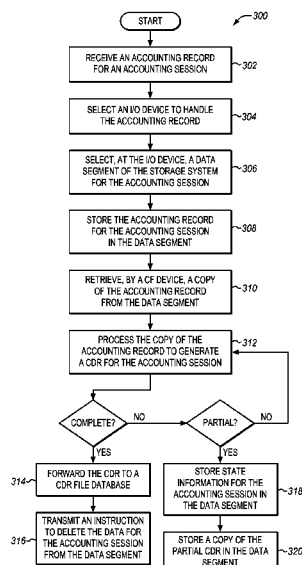 START
300
RECEIVE AN ACCOUNTING RECORD
FOR AN ACCOUNTING SESSION
302
SELECT AN I/O DEVICE TO HANDLE
THE ACCOUNTING RECORD
304
SELECT, AT THE I/O DEVICE, A DATA
SEGMENT OF THE STORAGE SYSTEM
FOR THE ACCOUNTING SESSION
306
STORE THE ACCOUNTING RECORD
FOR THE ACCOUNTING SESSION
IN THE DATA SEGMENT
308
RETRIEVE, BY A CF DEVICE, A COPY
OF THE ACCOUNTING RECORD
FROM THE DATA SEGMENT
310
PROCESS THE COPY OF THE
ACCOUNTING RECORD TO GENERATE
A CDR FOR THE ACCOUNTING SESSION
312
COMPLETE?
NO
PARTIAL?
NO
YES
YES
314
FORWARD THE CDR TO A
CDR FILE DATABASE
STORE STATE
INFORMATION FOR THE
ACCOUNTING SESSION IN
THE DATA SEGMENT
318
316
TRANSMIT AN INSTRUCTION
TO DELETE THE DATA FOR
THE ACCOUNTING SESSION
FROM THE DATA SEGMENT
STORE A COPY OF THE
PARTIAL CDR IN THE DATA
SEGMENT
320